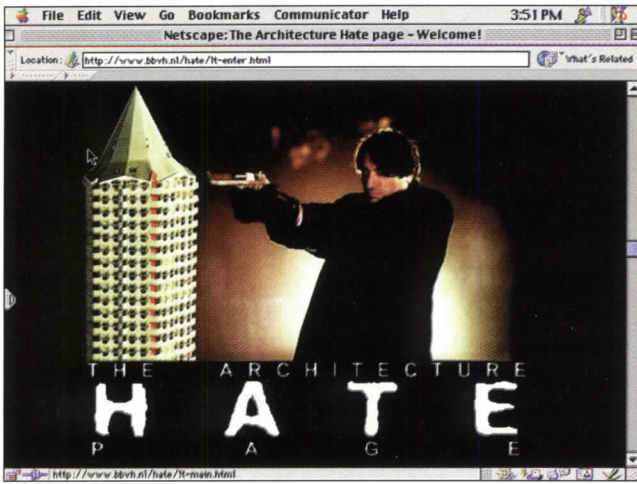 File Edit View Go Bookmarks Communicator Help 3:51 PM
Netscape: The Architecture Hate page - Welcome!
Location: http://www.bbvh.nl/hate/lt-enter.html What's Related
THE ARCHITECTURE
HATE
PAGE
http://www.bbvh.nl/hate/lt-main.html